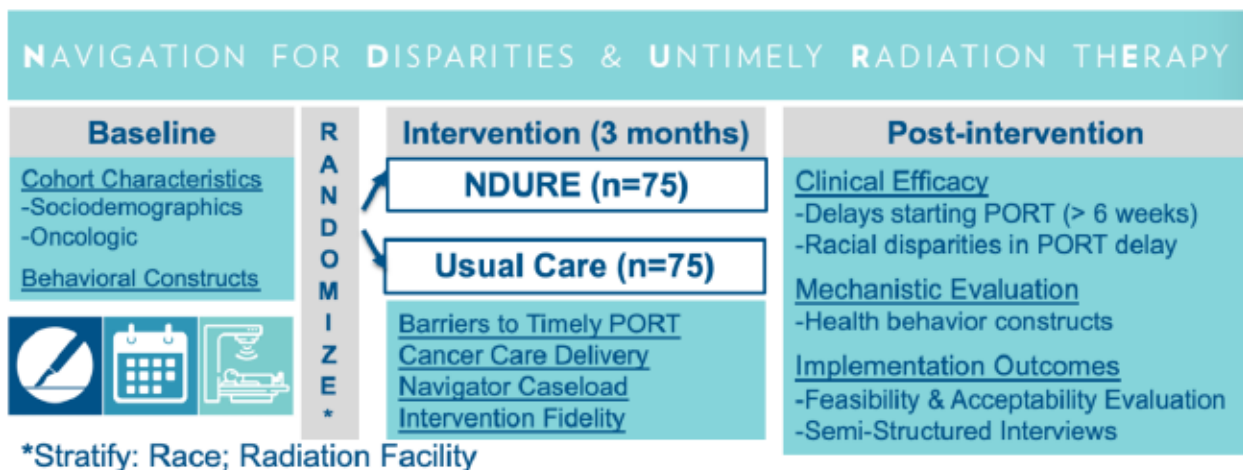 NAVIGATION FOR DISPARITIES & UNTIMELY RADIATION THERAPY
Baseline
Cohort Characteristics
-Sociodemographics
-Oncologic
Behavioral Constructs
RANDOMIZE*
Intervention (3 months)
NDURE (n=75)
Usual Care (n=75)
Barriers to Timely PORT
Cancer Care Delivery
Navigator Caseload
Intervention Fidelity
Post-intervention
Clinical Efficacy
-Delays starting PORT (> 6 weeks)
-Racial disparities in PORT delay
Mechanistic Evaluation
-Health behavior constructs
Implementation Outcomes
-Feasibility & Acceptability Evaluation
-Semi-Structured Interviews
*Stratify: Race; Radiation Facility